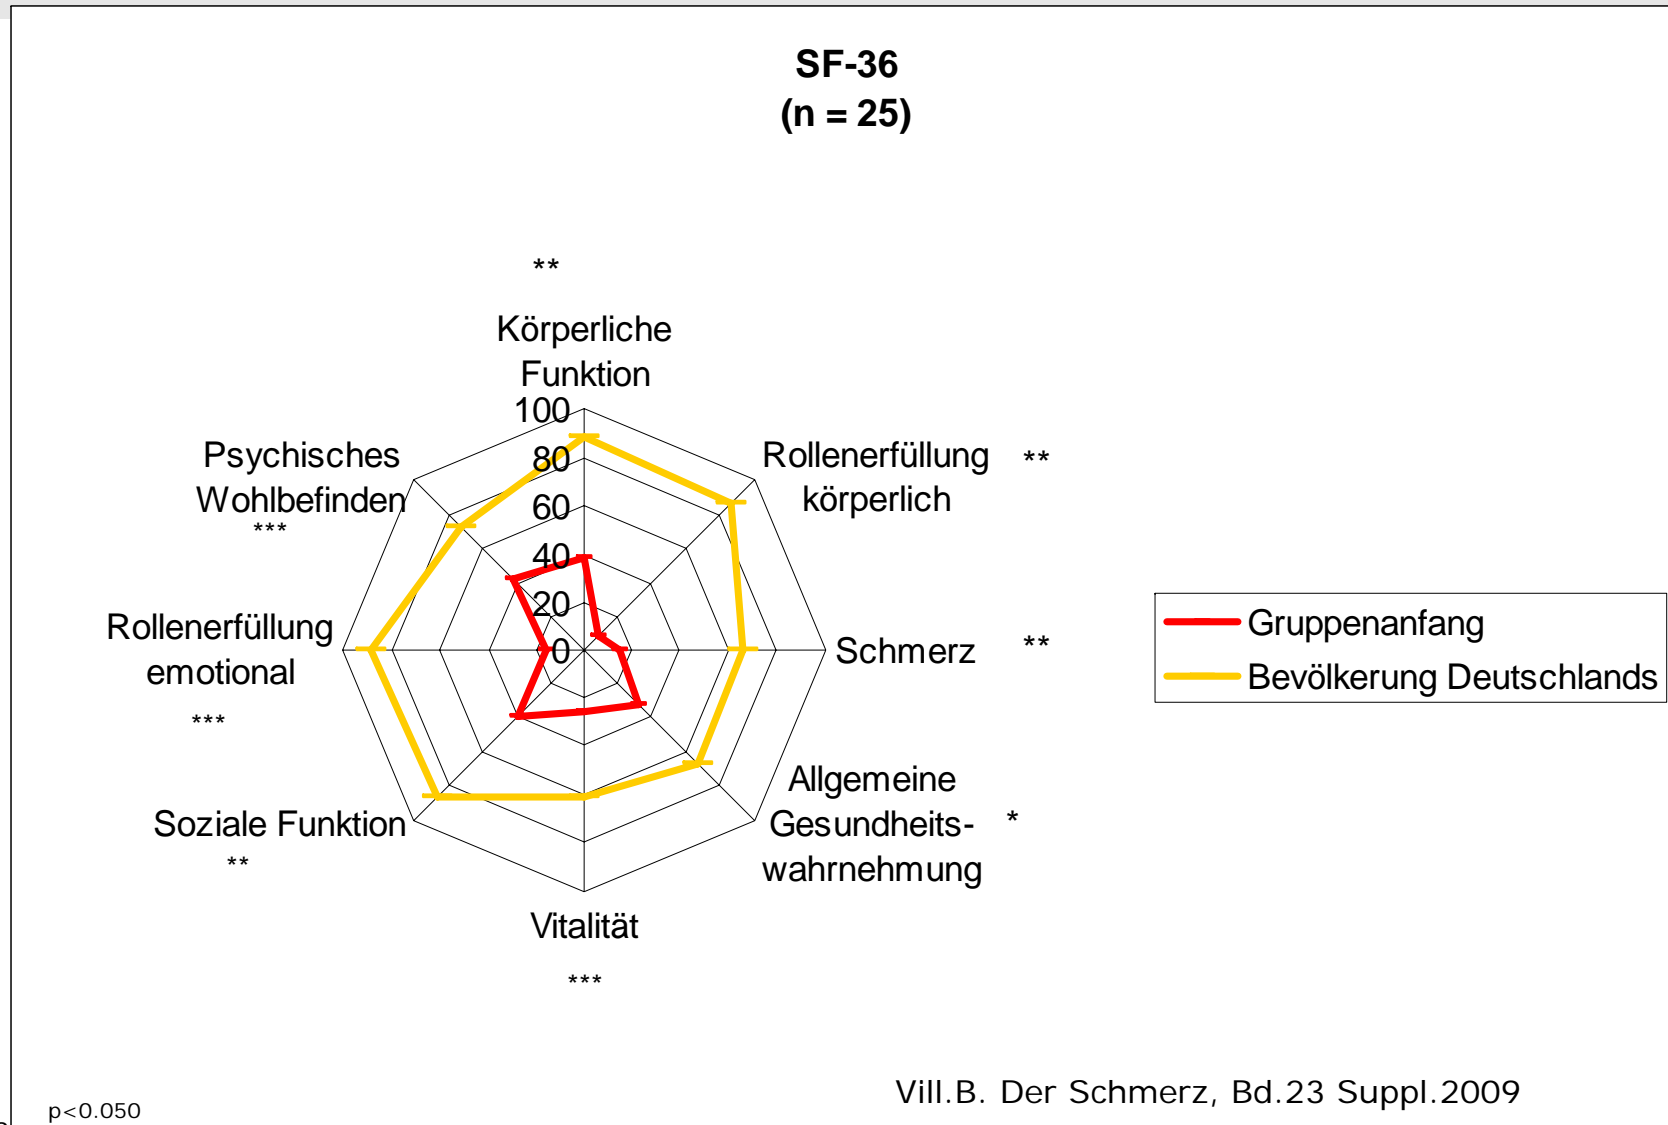 SF-36
(n = 25)
**
Körperliche
Funktion
100
80
60
40
20
0
Rollenerfüllung **
körperlich
Schmerz **
Allgemeine
Gesundheits- *
wahrnehmung
Vitalität
***
Soziale Funktion
**
Rollenerfüllung
emotional
***
Psychisches
Wohlbefinden
***
Gruppenanfang
Bevölkerung Deutschlands
Vill.B. Der Schmerz, Bd.23 Suppl.2009
p<0.050